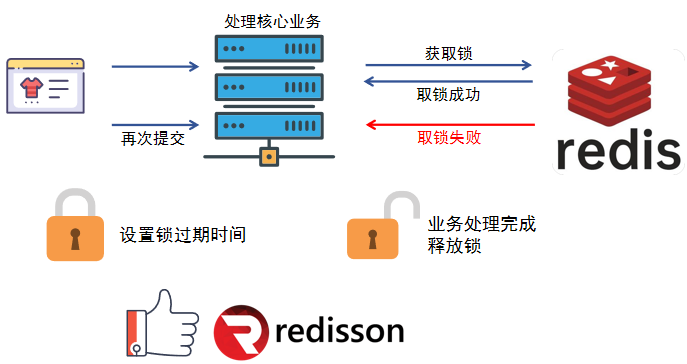 处理核心业务
获取锁
取锁成功
再次提交
取锁失败
redis
设置锁过期时间
业务处理完成
释放锁
redisson